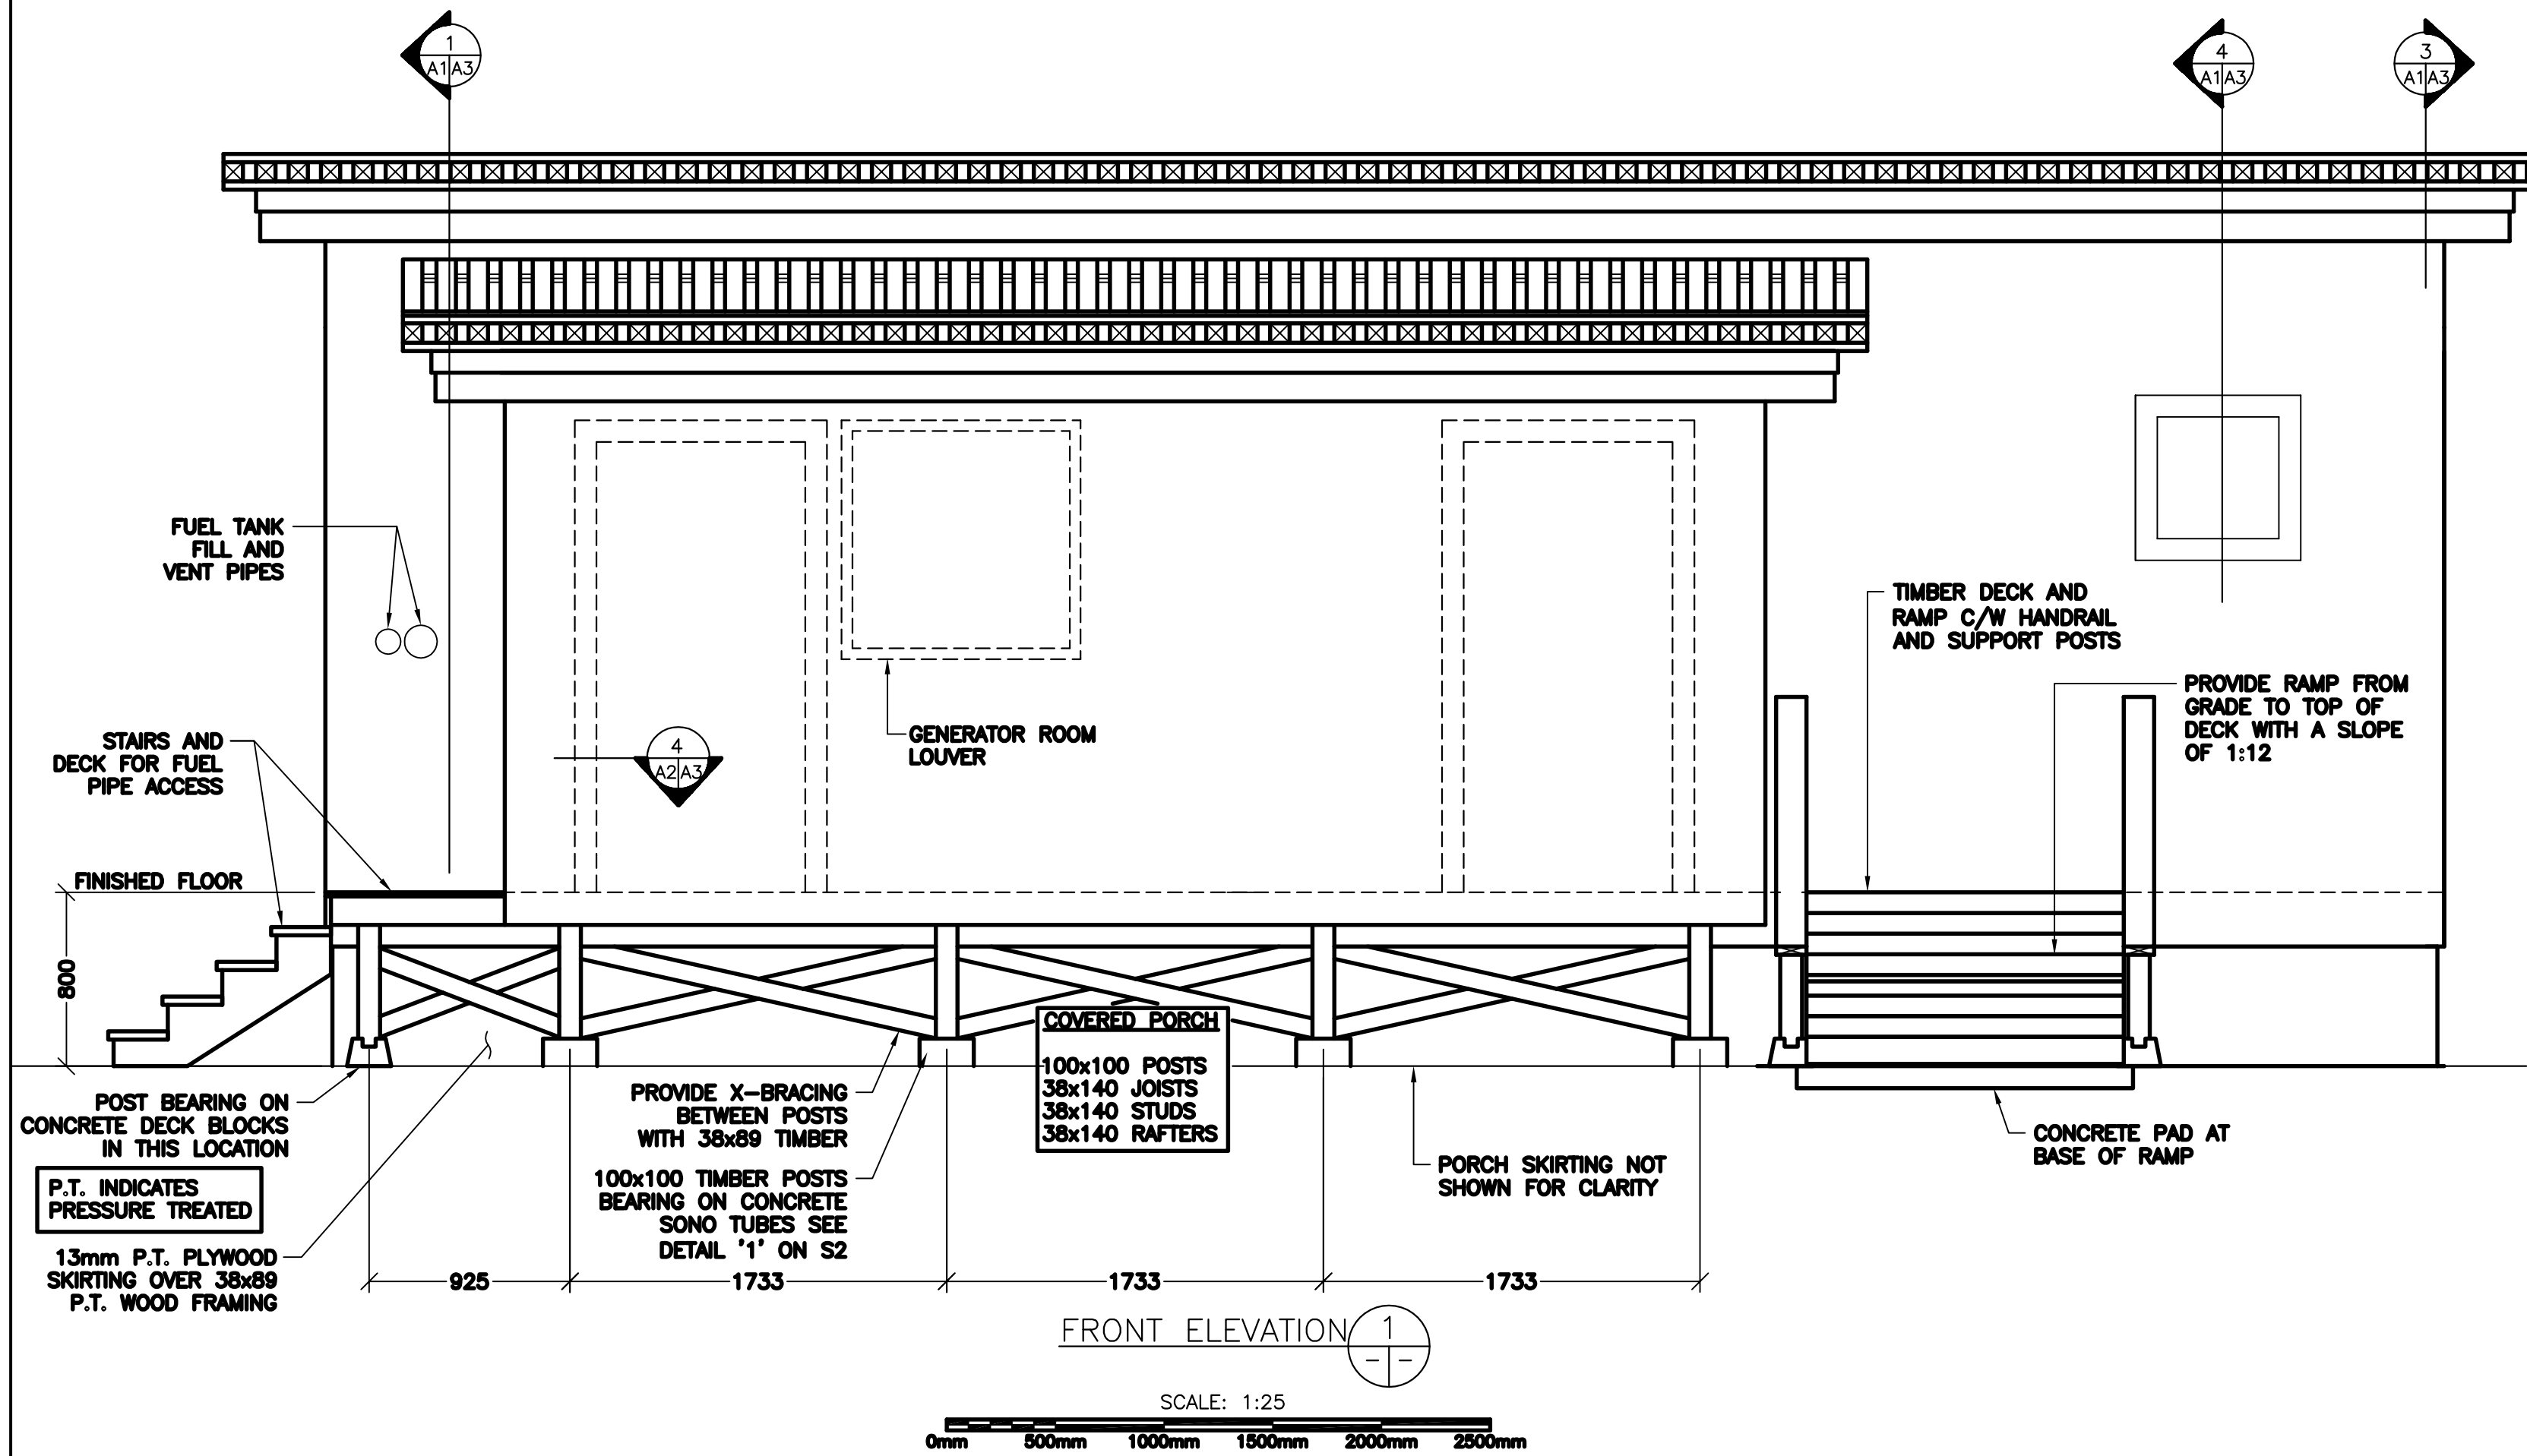 1
A1 A3
4
A1 A3
3
A1 A3
FUEL TANK
FILL AND
VENT PIPES
TIMBER DECK AND
RAMP C/W HANDRAIL
AND SUPPORT POSTS
PROVIDE RAMP FROM
GRADE TO TOP OF
DECK WITH A SLOPE
OF 1:12
GENERATOR ROOM
LOUVER
4
A2 A3
STAIRS AND
DECK FOR FUEL
PIPE ACCESS
FINISHED FLOOR
800
COVERED PORCH
100x100 POSTS
38x140 JOISTS
38x140 STUDS
38x140 RAFTERS
POST BEARING ON
CONCRETE DECK BLOCKS
IN THIS LOCATION
PROVIDE X-BRACING
BETWEEN POSTS
WITH 38x89 TIMBER
100x100 TIMBER POSTS
BEARING ON CONCRETE
SONO TUBES SEE
DETAIL '1' ON S2
PORCH SKIRTING NOT
SHOWN FOR CLARITY
CONCRETE PAD AT
BASE OF RAMP
P.T. INDICATES
PRESSURE TREATED
13mm P.T. PLYWOOD
SKIRTING OVER 38x89
P.T. WOOD FRAMING
925
1733
1733
1733
FRONT ELEVATION
1
- -
SCALE: 1:25
0mm 500mm 1000mm 1500mm 2000mm 2500mm